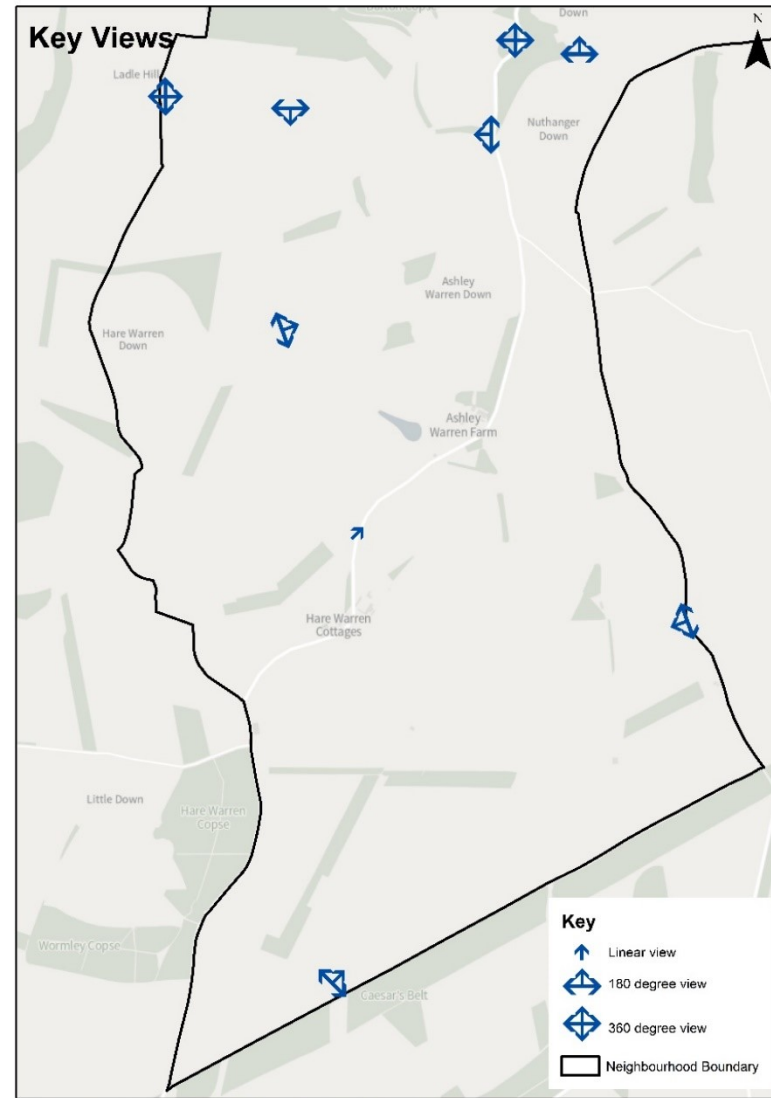 Key Views
Ladle Hill
Down
N
Nuthanger
Down
Ashley
Warren Down
Hare Warren
Down
Ashley
Warren Farm
Hare Warren
Cottages
Little Down
Hare Warren
Copse
Wormley Copse
Caesar's Belt
Key
Linear view
180 degree view
360 degree view
Neighbourhood Boundary